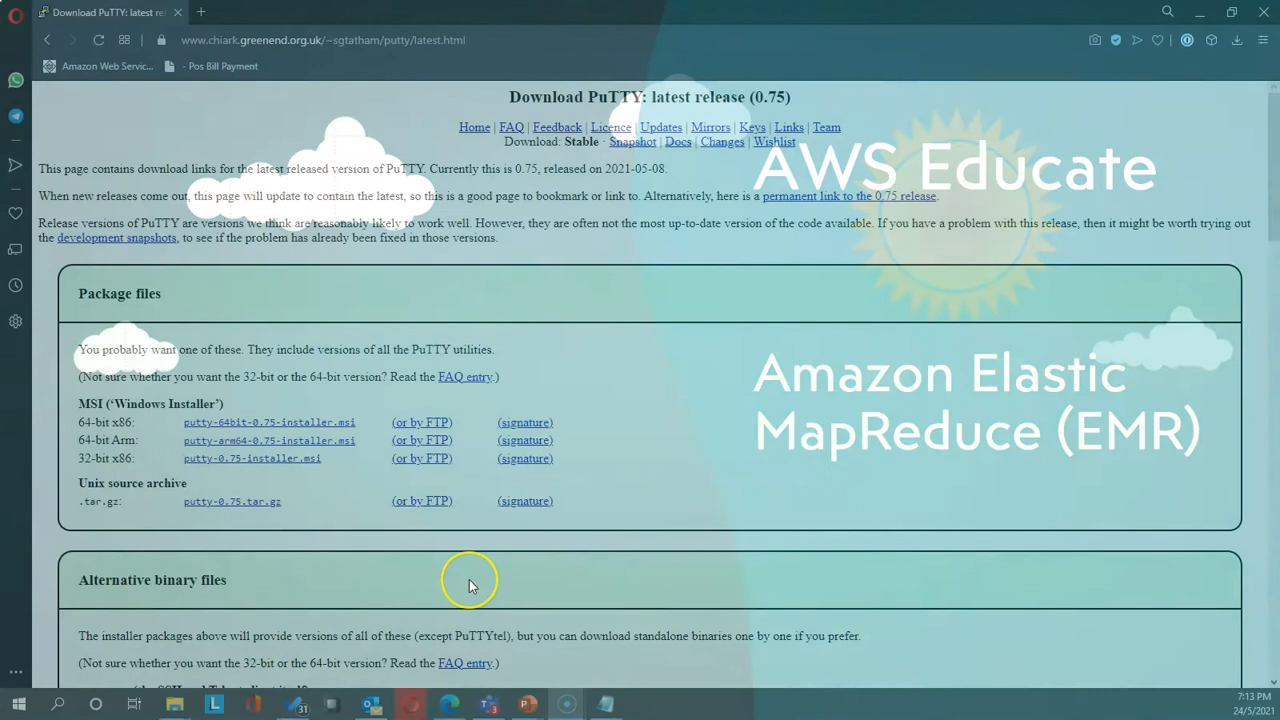 Download PuTTY: latest re
www.chiark.greenend.org.uk/~sgtatham/putty/latest.html
Amazon Web Servic...
- Pos Bill Payment
Download PuTTY: latest release (0.75)
Home | FAQ | Feedback | Licence | Updates | Mirrors | Keys | Links | Team
Download: Stable · Snapshot | Docs | Changes | Wishlist
AWS Educate
This page contains download links for the latest released version of PuTTY. Currently this is 0.75, released on 2021-05-08.
When new releases come out, this page will update to contain the latest, so this is a good page to bookmark or link to. Alternatively, here is a permanent link to the 0.75 release.
Release versions of PuTTY are versions we think are reasonably likely to work well. However, they are often not the most up-to-date version of the code available. If you have a problem with this release, then it might be worth trying out
the development snapshots, to see if the problem has already been fixed in those versions.
Package files
You probably want one of these. They include versions of all the PuTTY utilities.
(Not sure whether you want the 32-bit or the 64-bit version? Read the FAQ entry.)
Amazon Elastic
MapReduce (EMR)
MSI (‘Windows Installer’)
64-bit x86: putty-64bit-0.75-installer.msi (or by FTP) (signature)
64-bit Arm: putty-arm64-0.75-installer.msi (or by FTP) (signature)
32-bit x86: putty-0.75-installer.msi (or by FTP) (signature)
Unix source archive
.tar.gz: putty-0.75.tar.gz (or by FTP) (signature)
Alternative binary files
The installer packages above will provide versions of all of these (except PuTTYtel), but you can download standalone binaries one by one if you prefer.
(Not sure whether you want the 32-bit or the 64-bit version? Read the FAQ entry.)
31
7:13 PM
24/5/2021